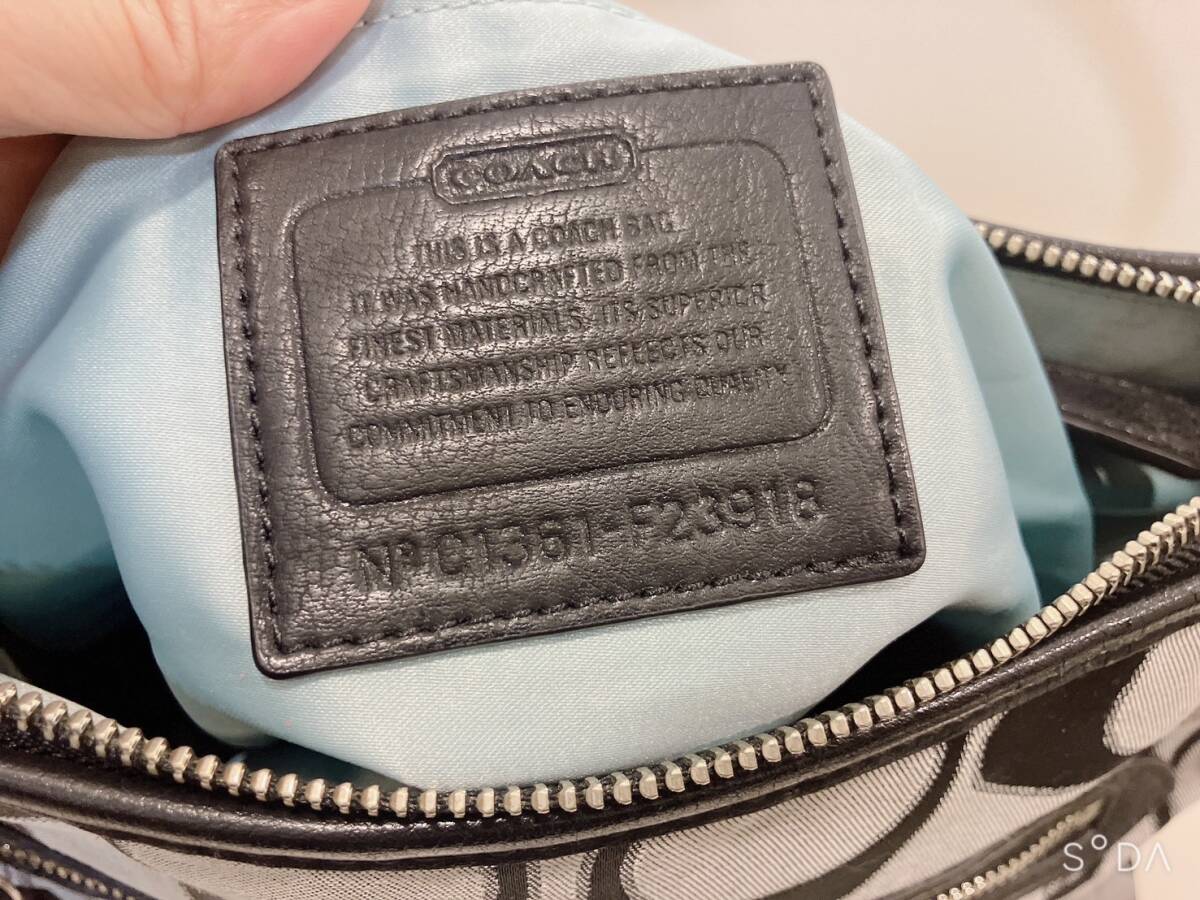 COACH
THIS IS A COACH BAG.
IT WAS HANDCRAFTED FROM THE
FINEST MATERIALS. ITS SUPERIOR
CRAFTSMANSHIP REFLECTS OUR
COMMITMENT TO ENDURING QUALITY.
Nº C1361-F23918
SODA